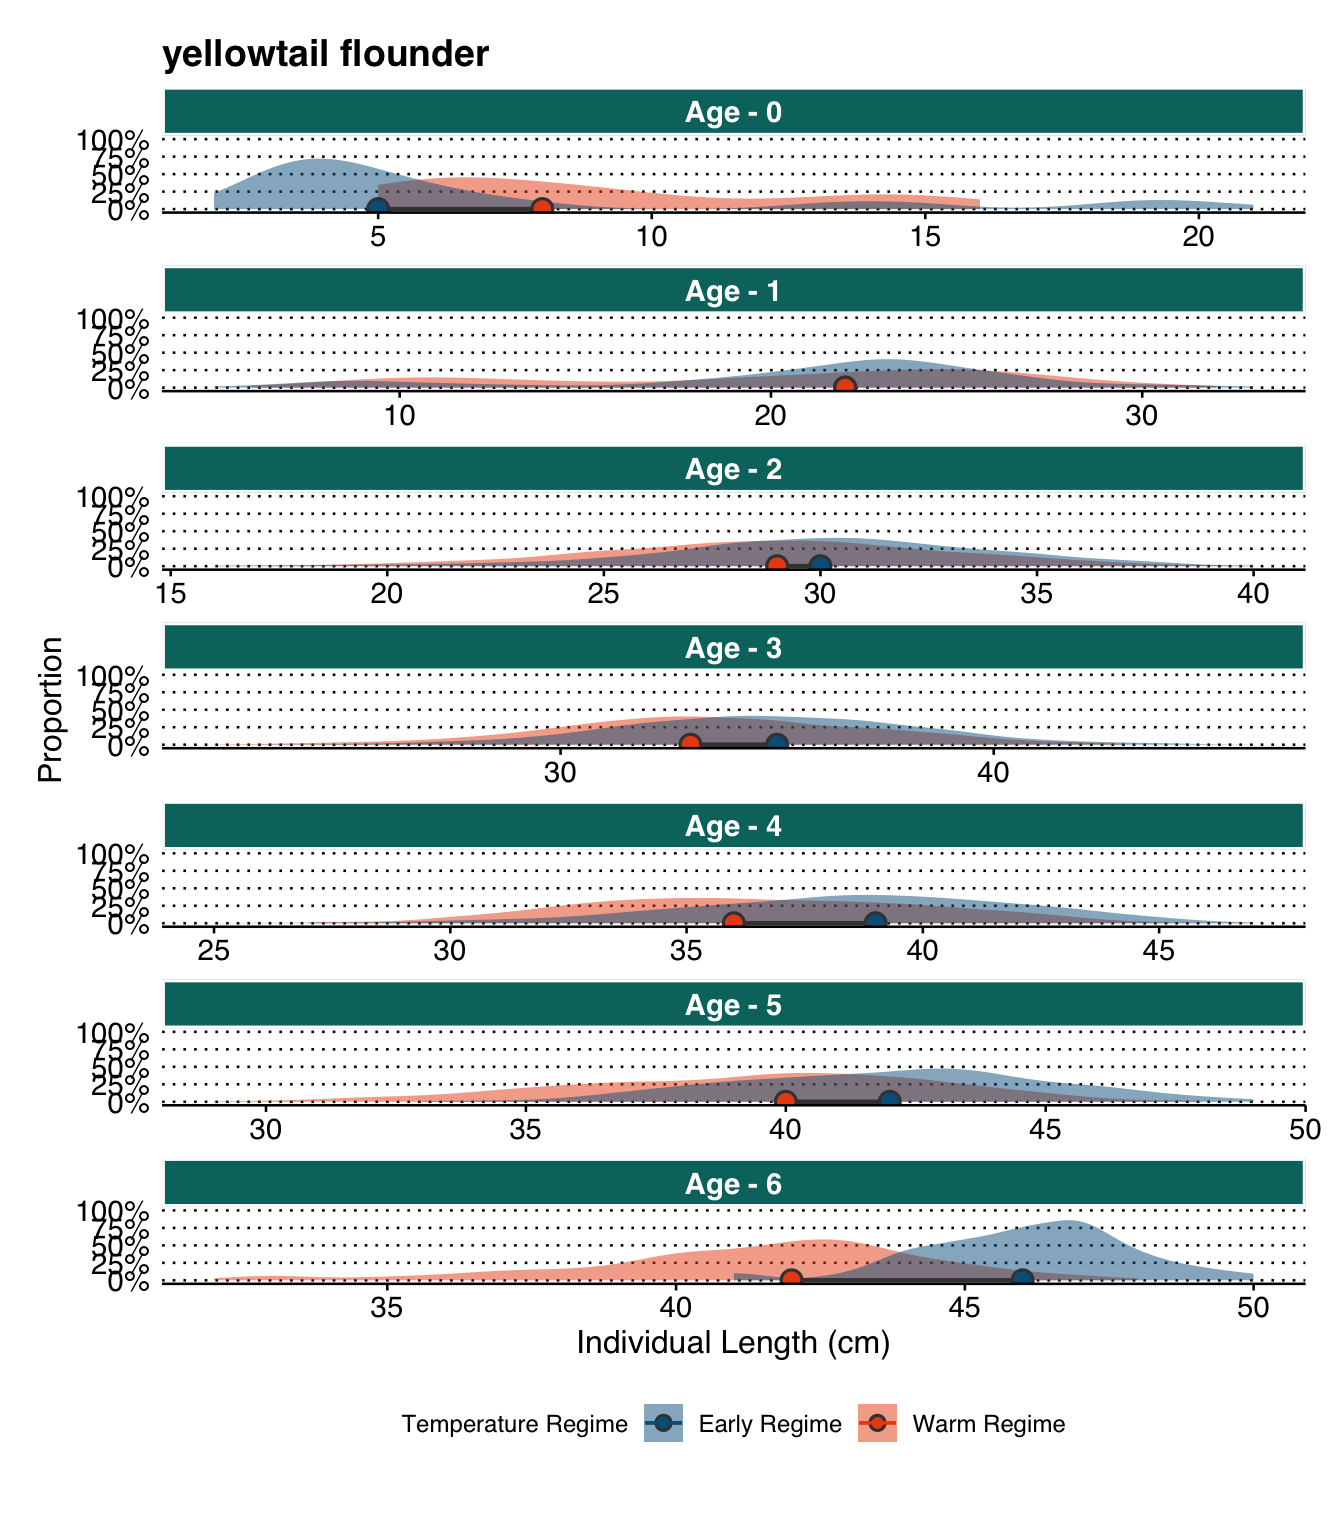 yellowtail flounder
Age - 0
100%
75%
50%
25%
0%
5 10 15 20
Age - 1
100%
75%
50%
25%
0%
10 20 30
Age - 2
100%
75%
50%
25%
0%
15 20 25 30 35 40
Proportion
Age - 3
100%
75%
50%
25%
0%
30 40
Age - 4
100%
75%
50%
25%
0%
25 30 35 40 45
Age - 5
100%
75%
50%
25%
0%
30 35 40 45 50
Age - 6
100%
75%
50%
25%
0%
35 40 45 50
Individual Length (cm)
Temperature Regime Early Regime Warm Regime